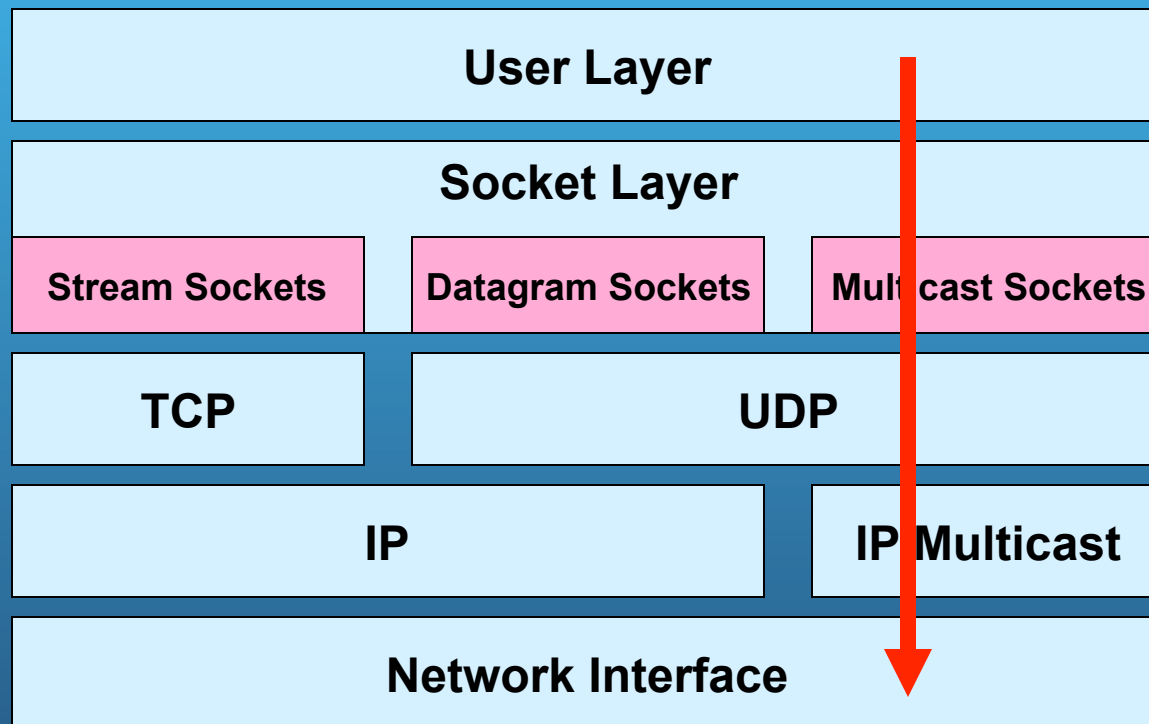 User Layer
Socket Layer
Stream Sockets
Datagram Sockets
Multicast Sockets
TCP
UDP
IP
IP Multicast
Network Interface